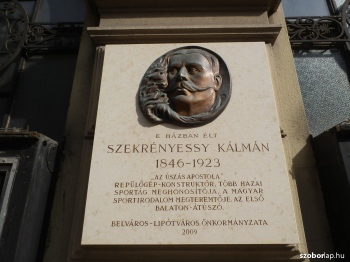 E HÁZBAN ÉLT
SZEKRÉNYESSY KÁLMÁN
1846-1923
„AZ ÚSZÁS APOSTOLA”
REPÜLŐGÉP-KONSTRUKTŐR, TÖBB HAZAI
SPORTÁG MEGHONOSÍTÓJA, A MAGYAR
SPORTIRODALOM MEGTEREMTŐJE, AZ ELSŐ
BALATON-ÁTÚSZÓ.
BELVÁROS-LIPÓTVÁROS ÖNKORMÁNYZATA
2009
szoborlap.hu